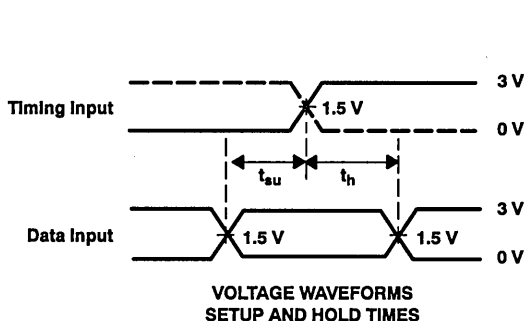 3 V
Timing Input
1.5 V
0 V
tsu
th
3 V
Data Input
1.5 V
1.5 V
0 V
VOLTAGE WAVEFORMS
SETUP AND HOLD TIMES